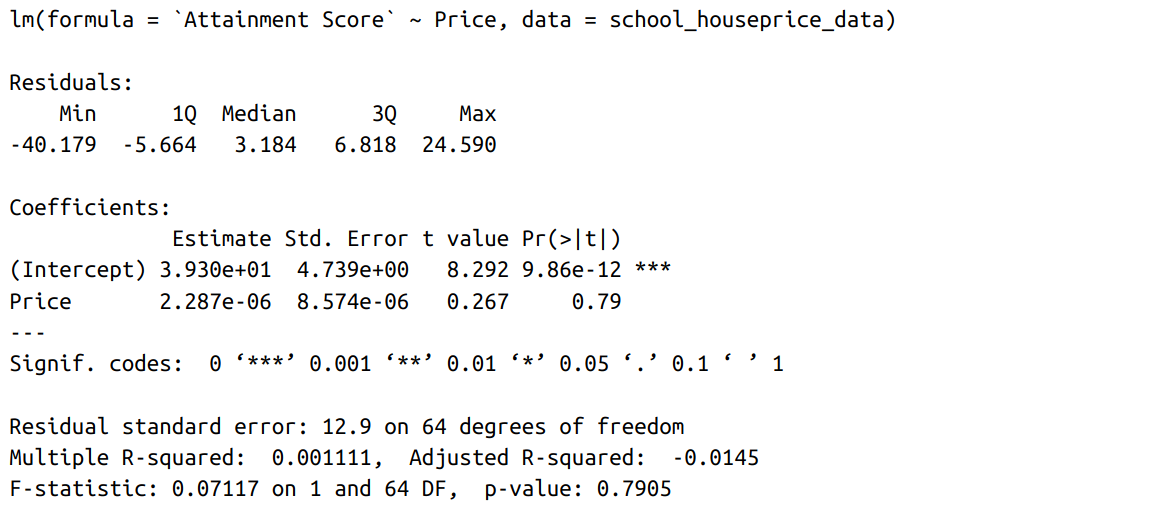 lm(formula = `Attainment Score` ~ Price, data = school_houseprice_data)
Residuals:
Min 1Q Median 3Q Max
-40.179 -5.664 3.184 6.818 24.590
Coefficients:
Estimate Std. Error t value Pr(>|t|)
(Intercept) 3.930e+01 4.739e+00 8.292 9.86e-12 ***
Price 2.287e-06 8.574e-06 0.267 0.79
---
Signif. codes: 0 ‘***’ 0.001 ‘**’ 0.01 ‘*’ 0.05 ‘.’ 0.1 ‘ ’ 1
Residual standard error: 12.9 on 64 degrees of freedom
Multiple R-squared: 0.001111, Adjusted R-squared: -0.0145
F-statistic: 0.07117 on 1 and 64 DF, p-value: 0.7905